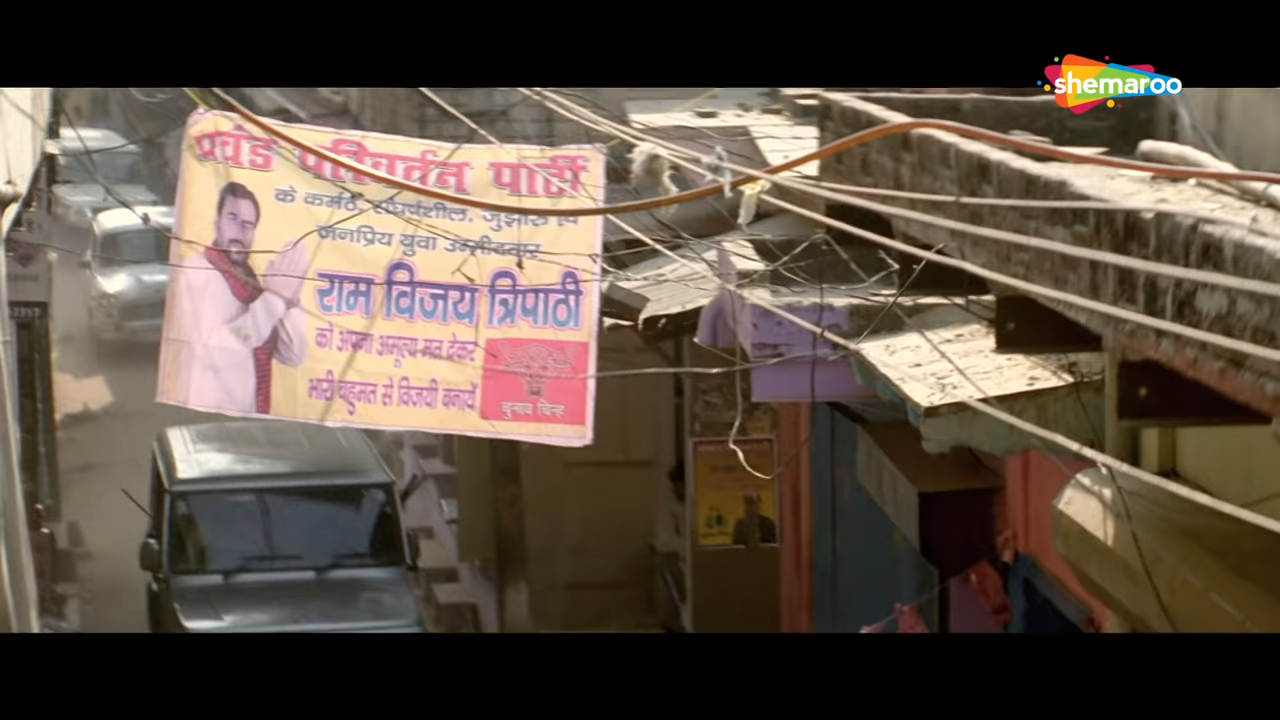 shemaroo
प्रचंड परिवर्तन पार्टी
के कर्मठ, संघर्षशील, जुझारू एवं
जनप्रिय युवा उम्मीदवार
राम विजय त्रिपाठी
को अपना अमूल्य मत देकर
भारी बहुमत से विजयी बनायें
चुनाव चिन्ह